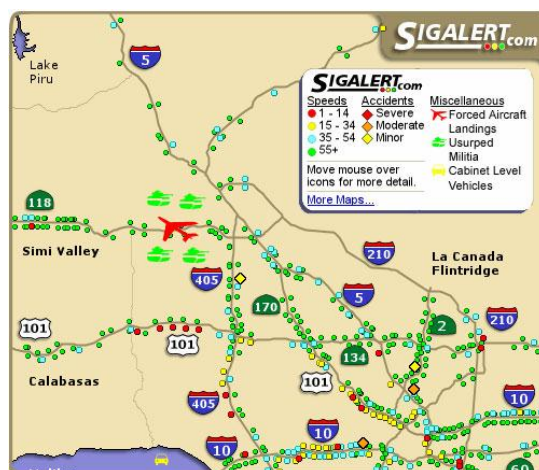 SIGALERT.com
Lake
Piru
5
SIGALERT.com
Speeds
1 - 14
15 - 34
35 - 54
55+
Accidents
Severe
Moderate
Minor
Miscellaneous
Forced Aircraft
Landings
Usurped
Militia
Cabinet Level
Vehicles
Move mouse over
icons for more detail.
More Maps...
118
Simi Valley
405
210
La Canada
Flintridge
5
170
101
101
2
210
134
101
Calabasas
405
10
10
10